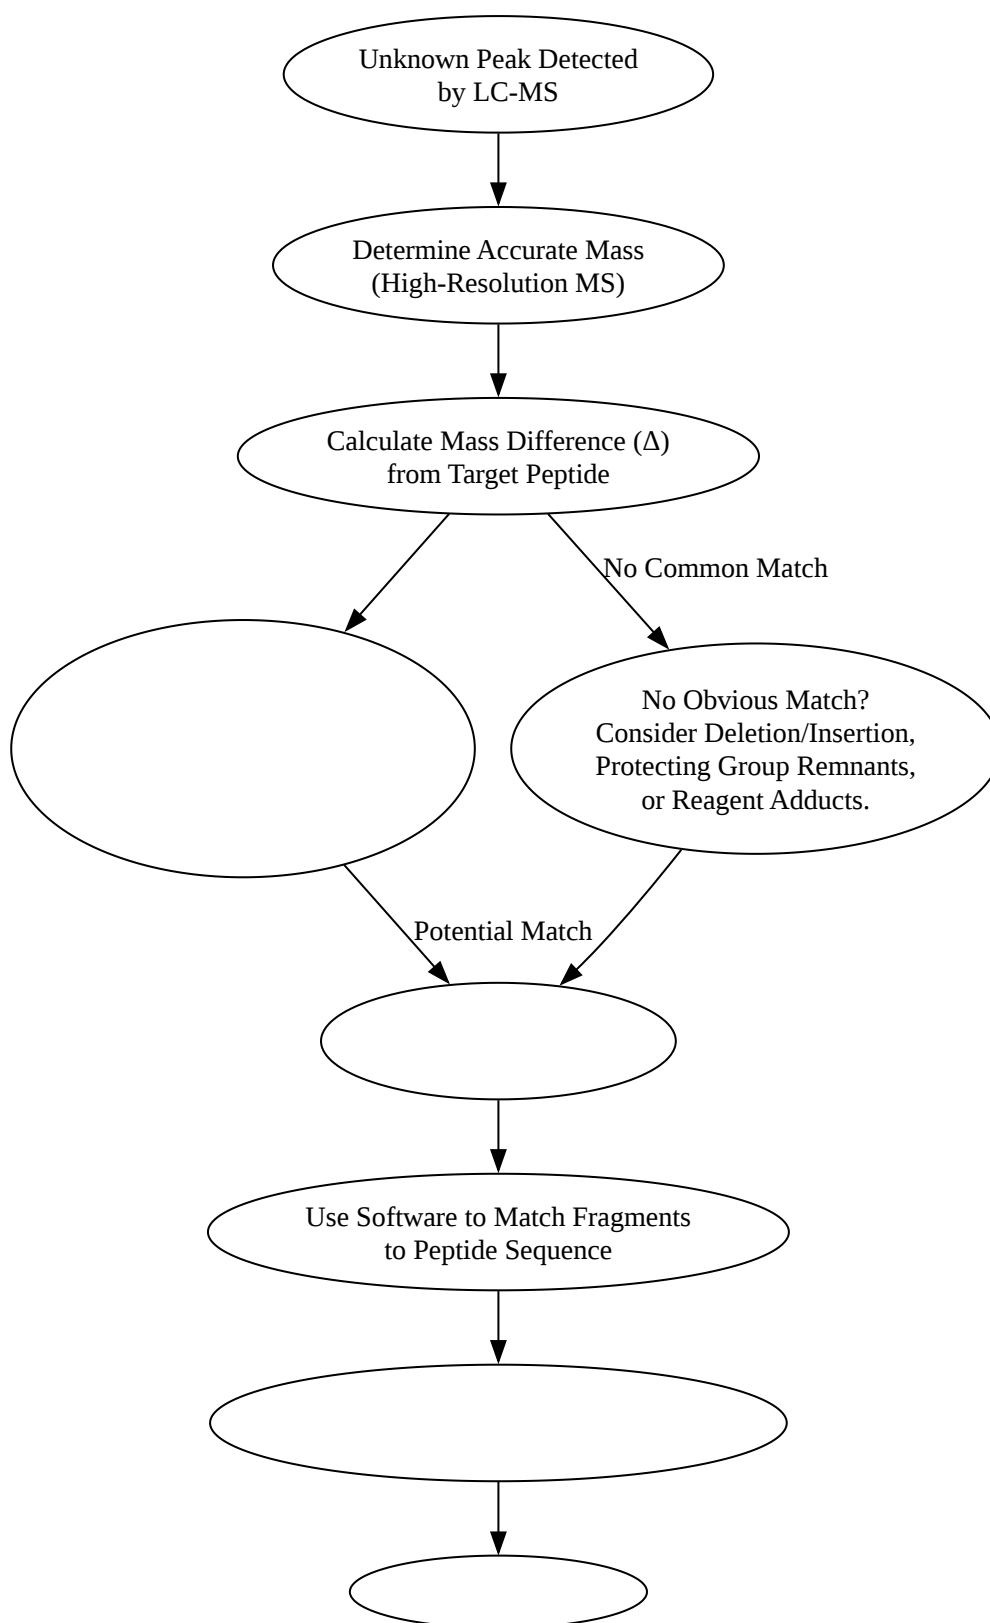 Unknown Peak Detected
by LC-MS
Determine Accurate Mass
(High-Resolution MS)
Calculate Mass Difference (Δ)
from Target Peptide
No Common Match
No Obvious Match?
Consider Deletion/Insertion,
Protecting Group Remnants,
or Reagent Adducts.
Potential Match
Use Software to Match Fragments
to Peptide Sequence